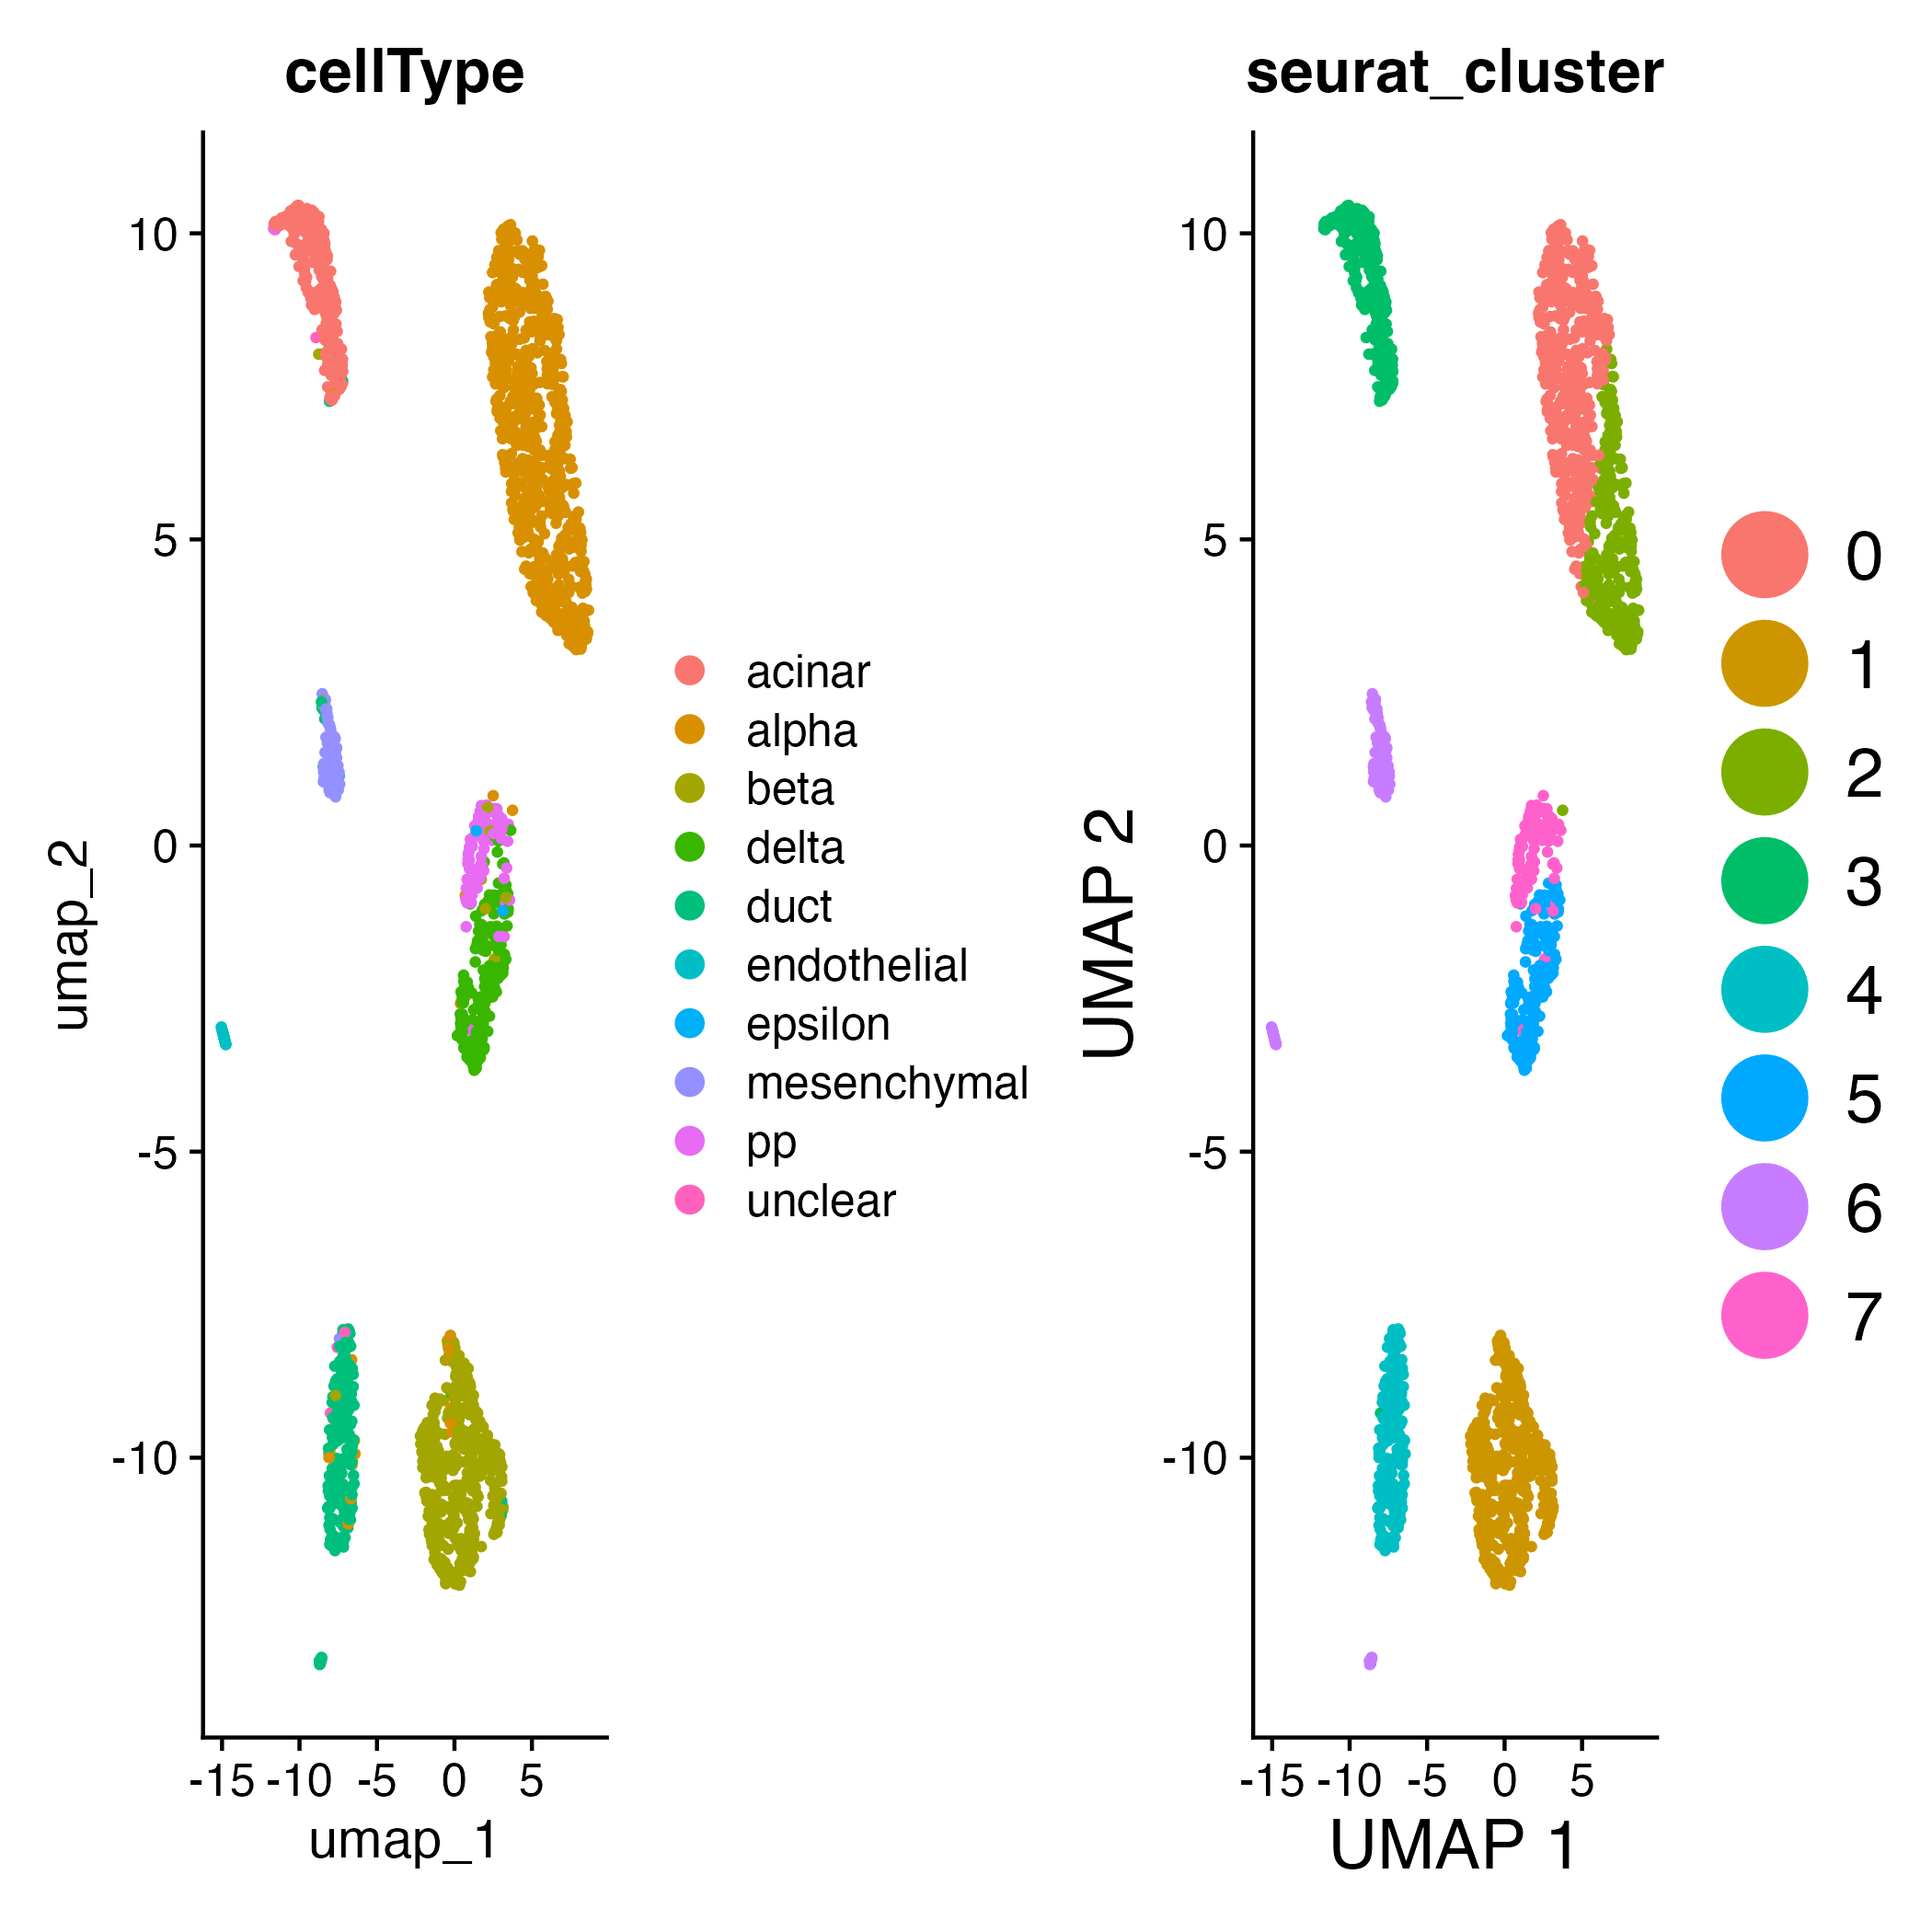 cellType
10
5
0
-5
-10
umap_2
-15 -10 -5 0 5
umap_1
acinar
alpha
beta
delta
duct
endothelial
epsilon
mesenchymal
pp
unclear
seurat_cluster
10
5
0
-5
-10
UMAP 2
-15 -10 -5 0 5
UMAP 1
0
1
2
3
4
5
6
7